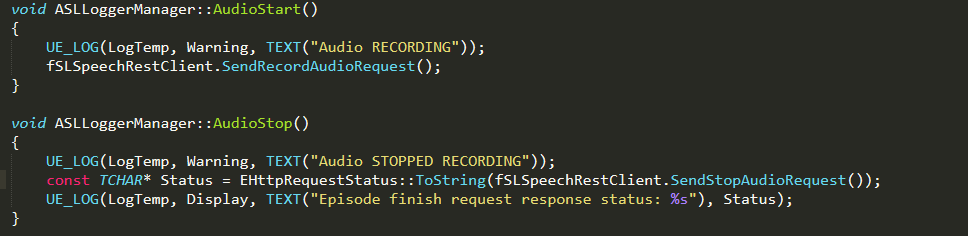 void ASLLoggerManager::AudioStart()
{
UE_LOG(LogTemp, Warning, TEXT("Audio RECORDING"));
fSLSpeechRestClient.SendRecordAudioRequest();
}
void ASLLoggerManager::AudioStop()
{
UE_LOG(LogTemp, Warning, TEXT("Audio STOPPED RECORDING"));
const TCHAR* Status = EHttpRequestStatus::ToString(fSLSpeechRestClient.SendStopAudioRequest());
UE_LOG(LogTemp, Display, TEXT("Episode finish request response status: %s"), Status);
}